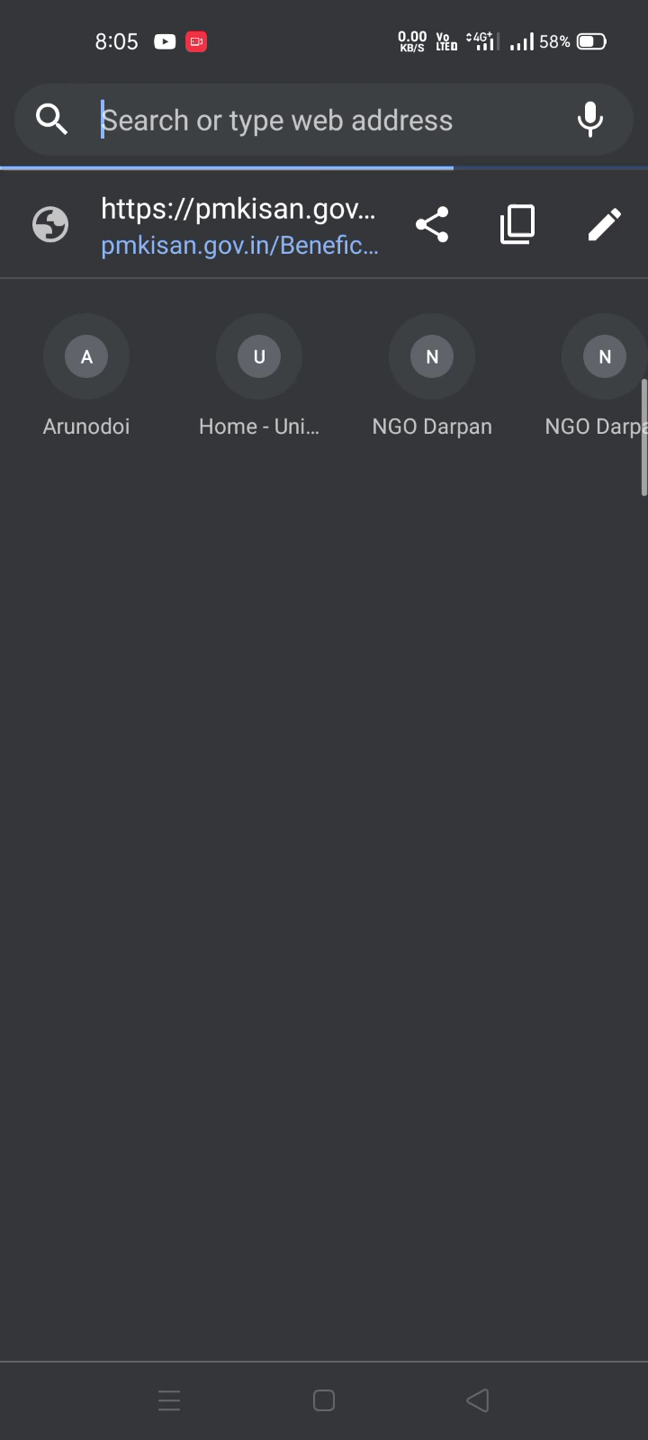 8:05 0.00 KB/S Vo LTE 4G+ 58%
Search or type web address
https://pmkisan.gov...
pmkisan.gov.in/Benefic...
A U N N
Arunodoi Home - Uni... NGO Darpan NGO Darpa